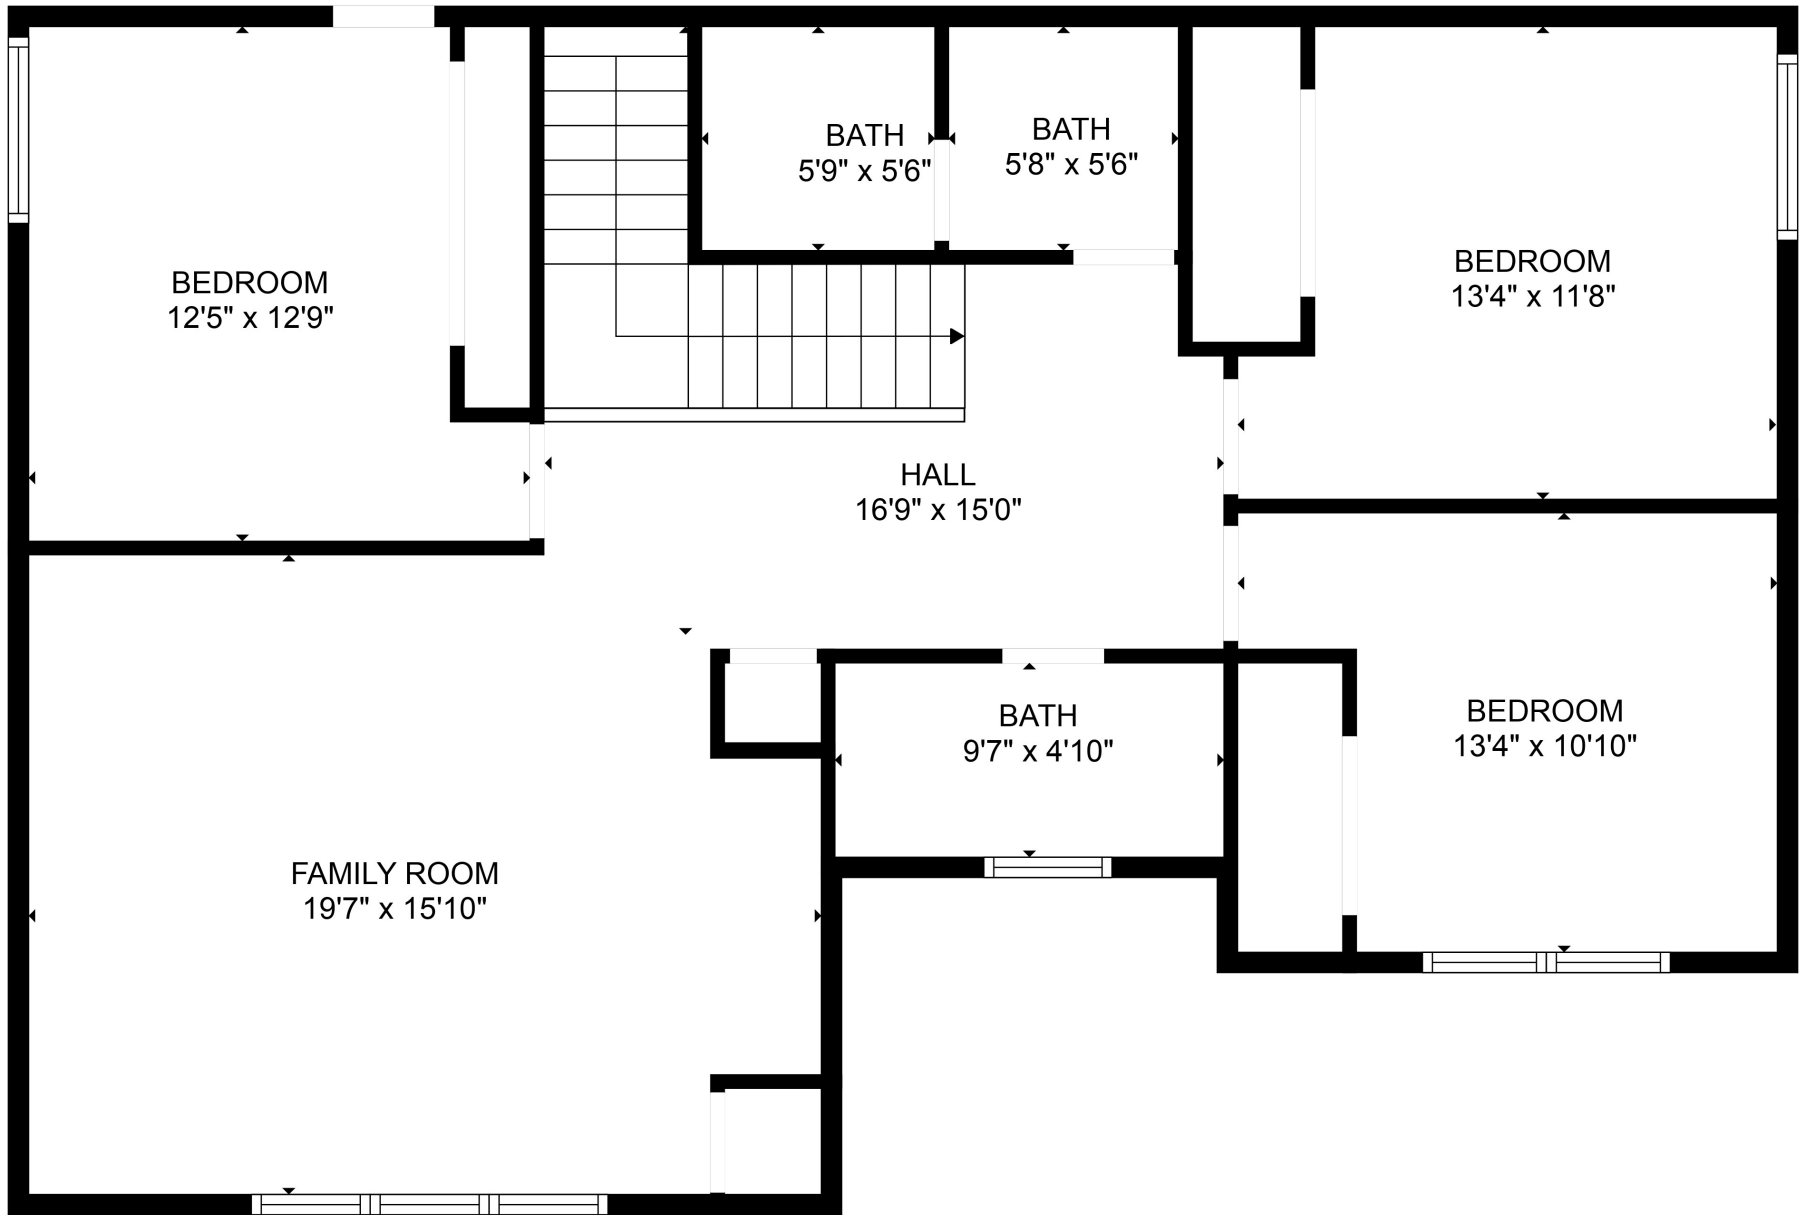 BATH
5'9" x 5'6"
BATH
5'8" x 5'6"
BEDROOM
12'5" x 12'9"
BEDROOM
13'4" x 11'8"
HALL
16'9" x 15'0"
BATH
9'7" x 4'10"
BEDROOM
13'4" x 10'10"
FAMILY ROOM
19'7" x 15'10"